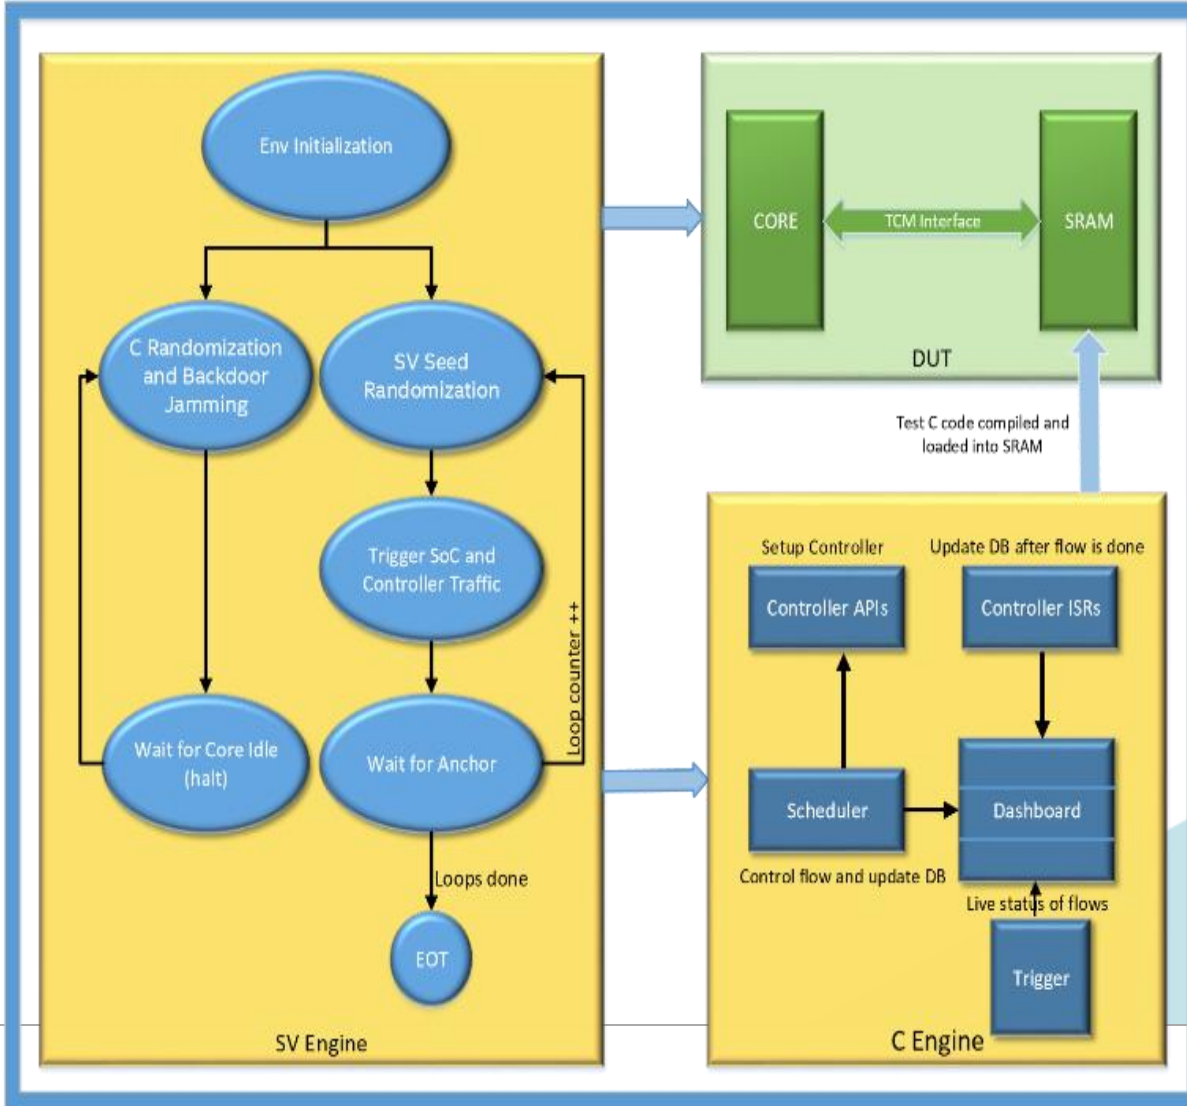 Env Initialization
C Randomization
and Backdoor
Jamming
SV Seed
Randomization
Trigger SoC and
Controller Traffic
Loop counter ++
Wait for Core Idle
(halt)
Wait for Anchor
Loops done
EOT
SV Engine
CORE
TCM Interface
SRAM
DUT
Test C code compiled and
loaded into SRAM
Setup Controller
Update DB after flow is done
Controller APIs
Controller ISRs
Scheduler
Dashboard
Control flow and update DB
Live status of flows
Trigger
C Engine